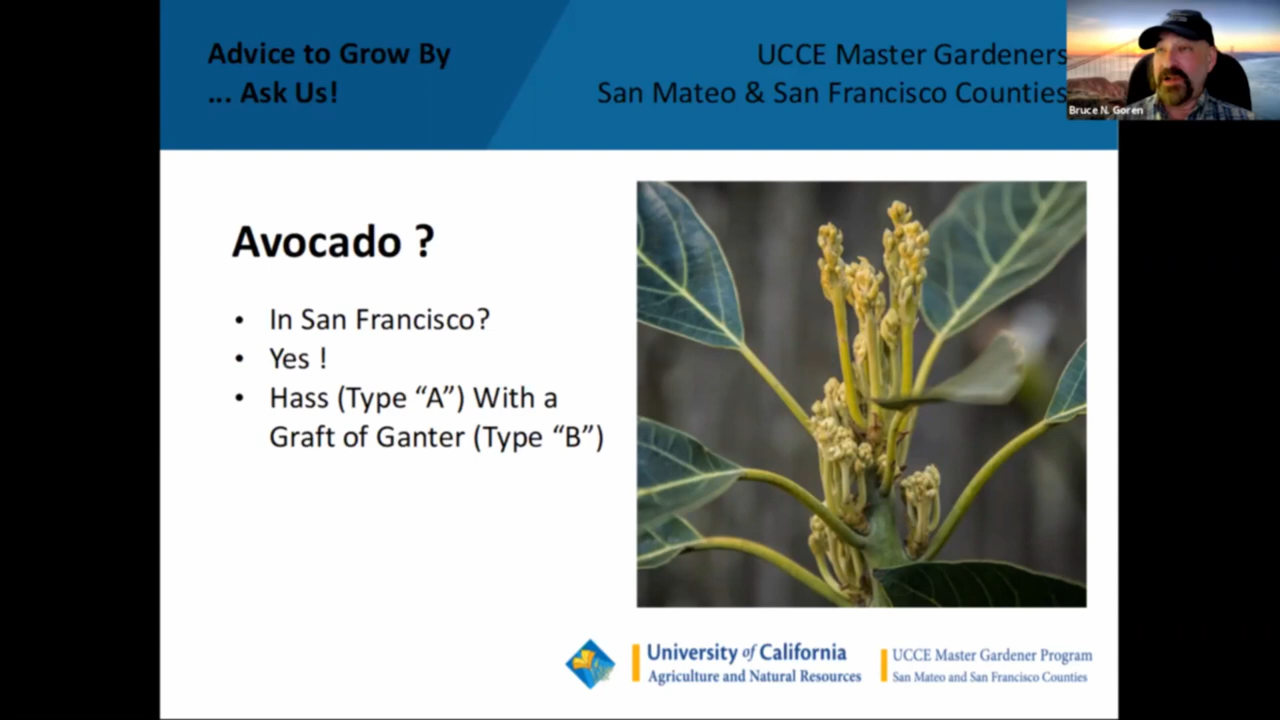 Advice to Grow By
... Ask Us!
UCCE Master Gardeners
San Mateo & San Francisco Counties
Bruce N. Goren
Avocado ?
• In San Francisco?
• Yes !
• Hass (Type “A”) With a
Graft of Ganter (Type “B”)
University of California
Agriculture and Natural Resources
UCCE Master Gardener Program
San Mateo and San Francisco Counties